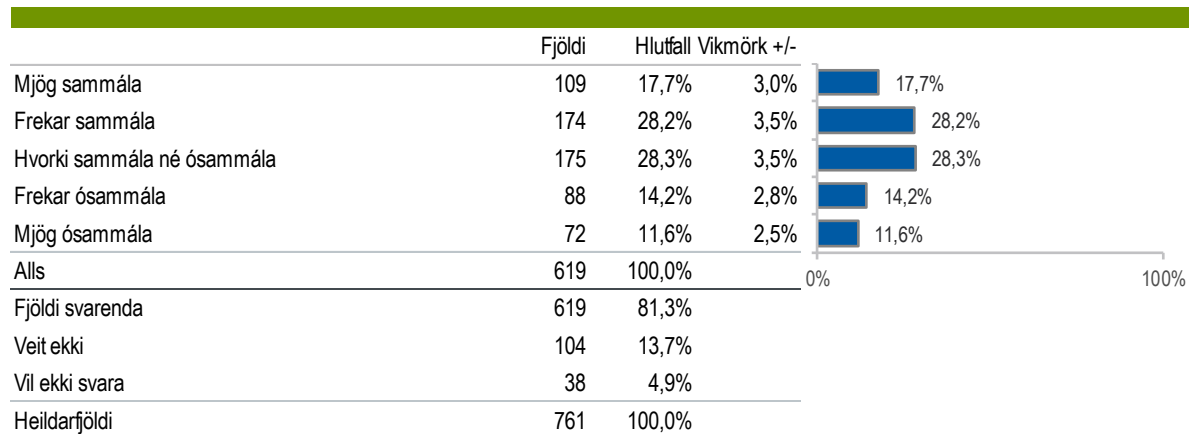 Fjöldi Hlutfall Vikmörk +/-
Mjög sammála 109 17,7% 3,0% 17,7%
Frekar sammála 174 28,2% 3,5% 28,2%
Hvorki sammála né ósammála 175 28,3% 3,5% 28,3%
Frekar ósammála 88 14,2% 2,8% 14,2%
Mjög ósammála 72 11,6% 2,5% 11,6%
Alls 619 100,0% 0% 100%
Fjöldi svarenda 619 81,3%
Veit ekki 104 13,7%
Vil ekki svara 38 4,9%
Heildarfjöldi 761 100,0%